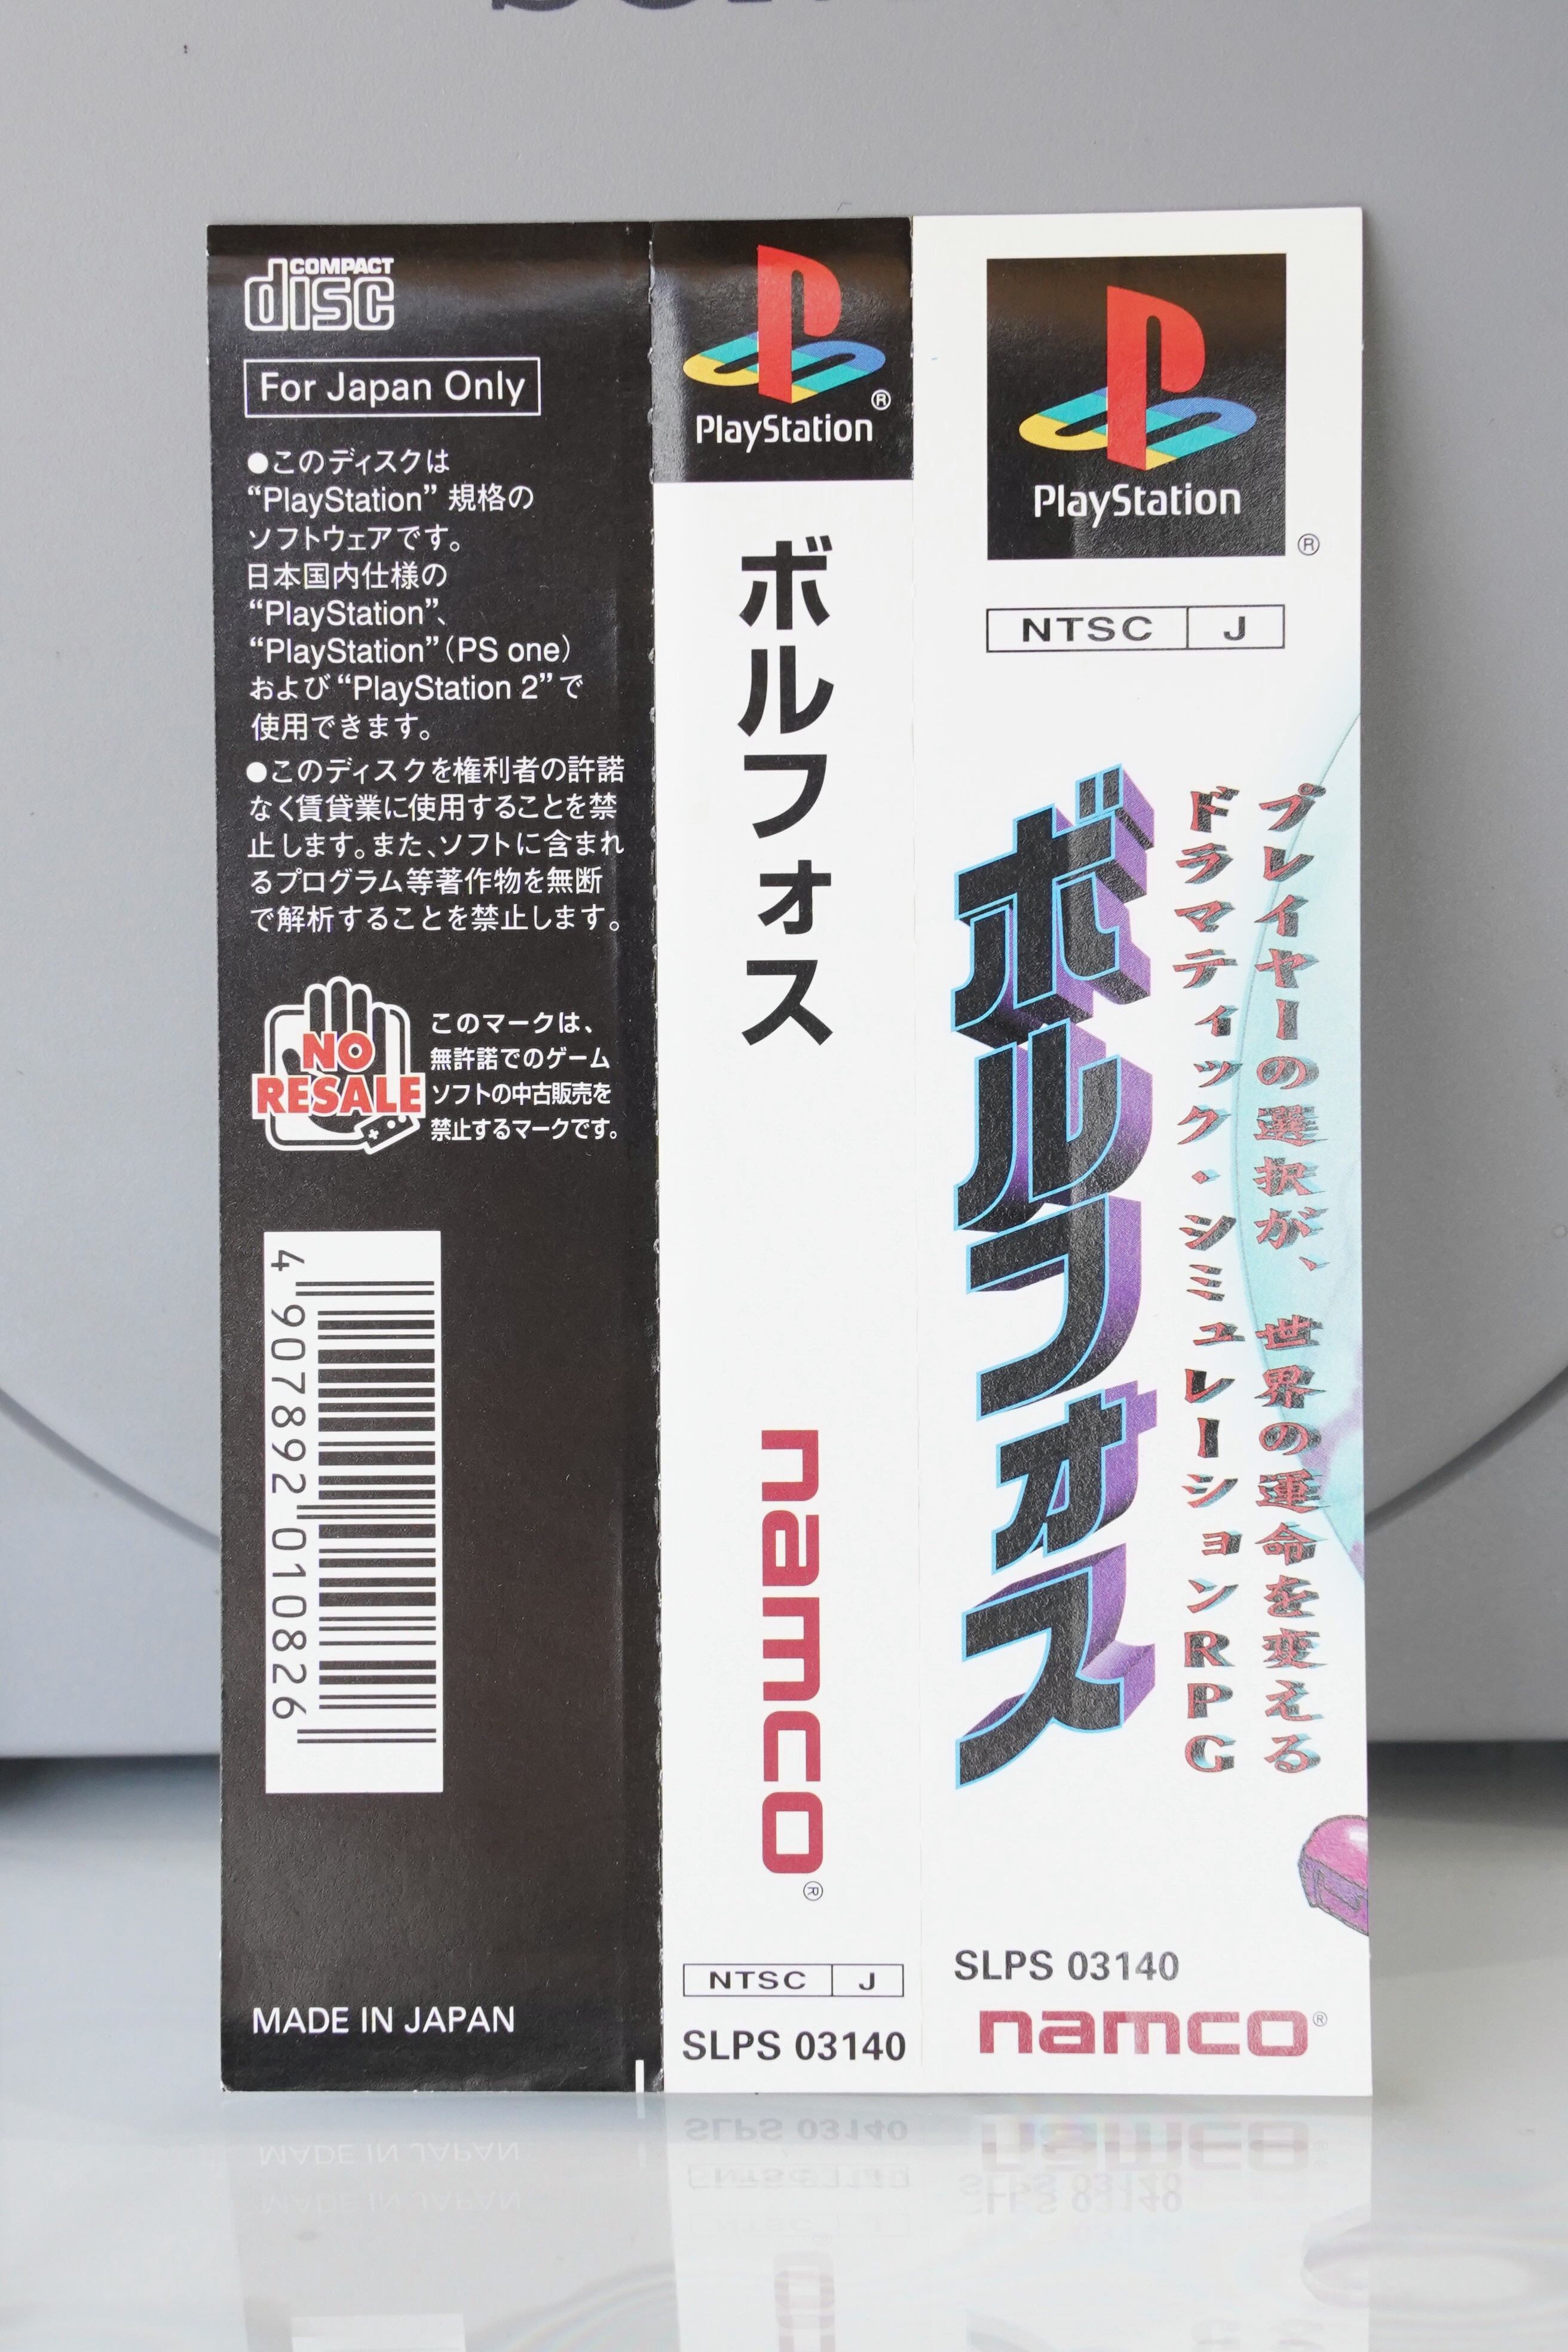 COMPACT
disc
For Japan Only
●このディスクは
“PlayStation” 規格の
ソフトウェアです。
日本国内仕様の
“PlayStation”、
“PlayStation”(PS one)
および“PlayStation 2”で
使用できます。
●このディスクを権利者の許諾
なく賃貸業に使用することを禁
止します。また、ソフトに含まれ
るプログラム等著作物を無断
で解析することを禁止します。
NO
RESALE
このマークは、
無許諾でのゲーム
ソフトの中古販売を
禁止するマークです。
4 907892 010826
MADE IN JAPAN
PlayStation
®
ボルフォス
namco®
NTSC J
SLPS 03140
PlayStation
®
NTSC J
プレイヤーの選択が、世界の運命を変える
ドラマティック・シミュレーションRPG
ボルフォス
SLPS 03140
namco®